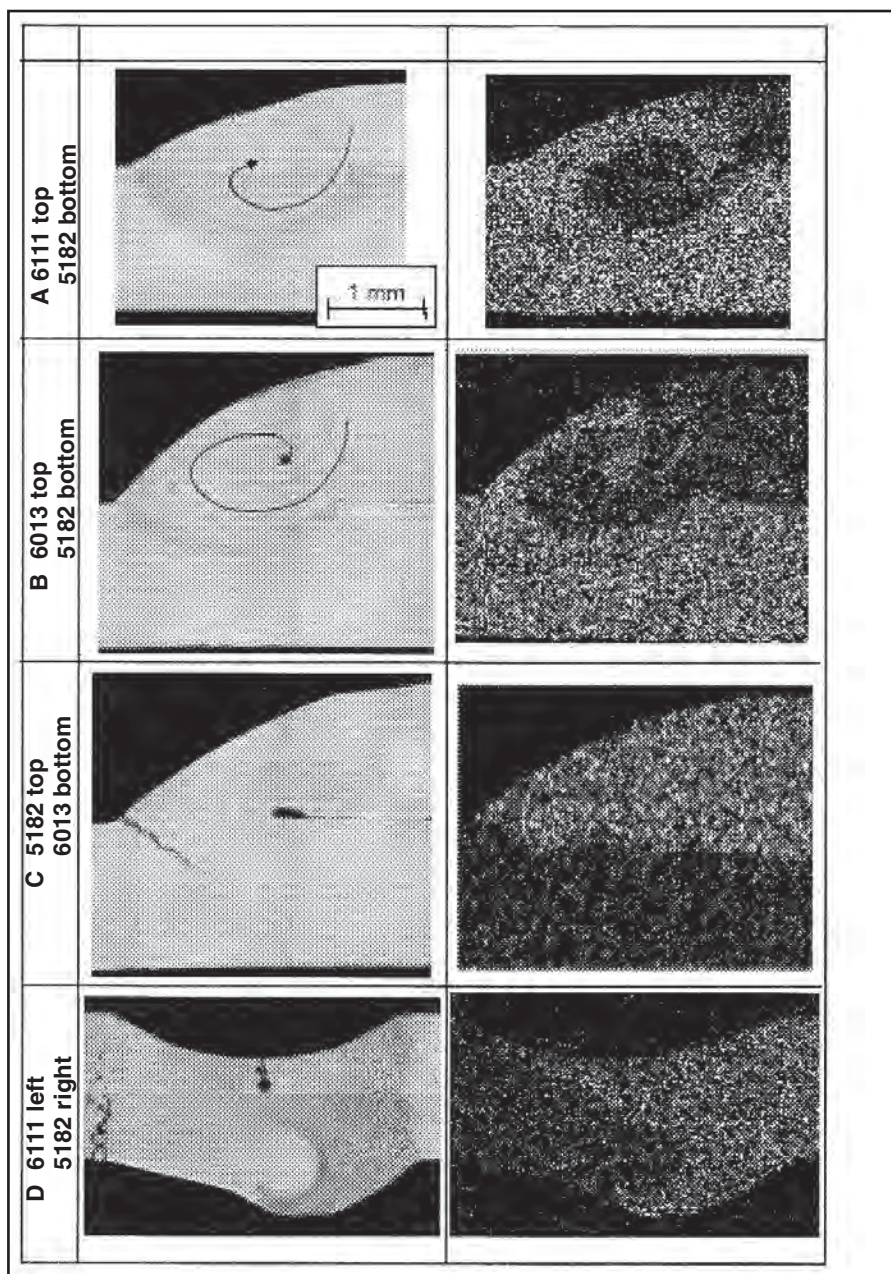 A 6111 top
5182 bottom
1 mm
B 6013 top
5182 bottom
C 5182 top
6013 bottom
D 6111 left
5182 right